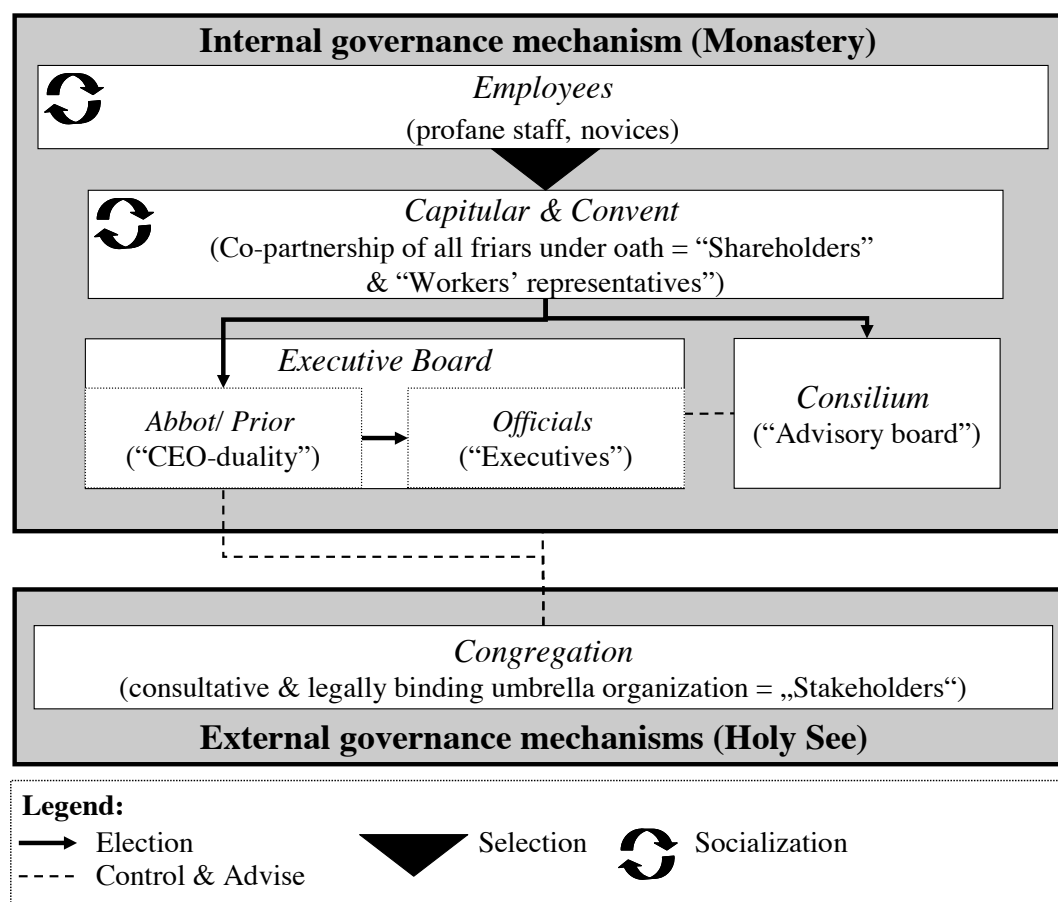 Internal governance mechanism (Monastery)
Employees
(profane staff, novices)
Capitular & Convent
(Co-partnership of all friars under oath = “Shareholders”
& “Workers’ representatives”)
Executive Board
Abbot/ Prior
(“CEO-duality”)
Officials
(“Executives”)
Consilium
(“Advisory board”)
Congregation
(consultative & legally binding umbrella organization = „Stakeholders“)
External governance mechanisms (Holy See)
Legend:
Election
Selection
Socialization
Control & Advise